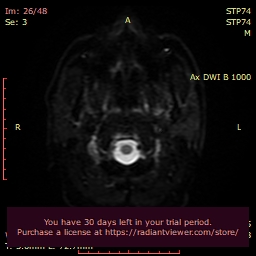 Im: 26/48
Se: 3
A
STP74
STP74
M
Ax DWI B 1000
R
L
You have 30 days left in your trial period.
Purchase a license at https://radiantviewer.com/store/